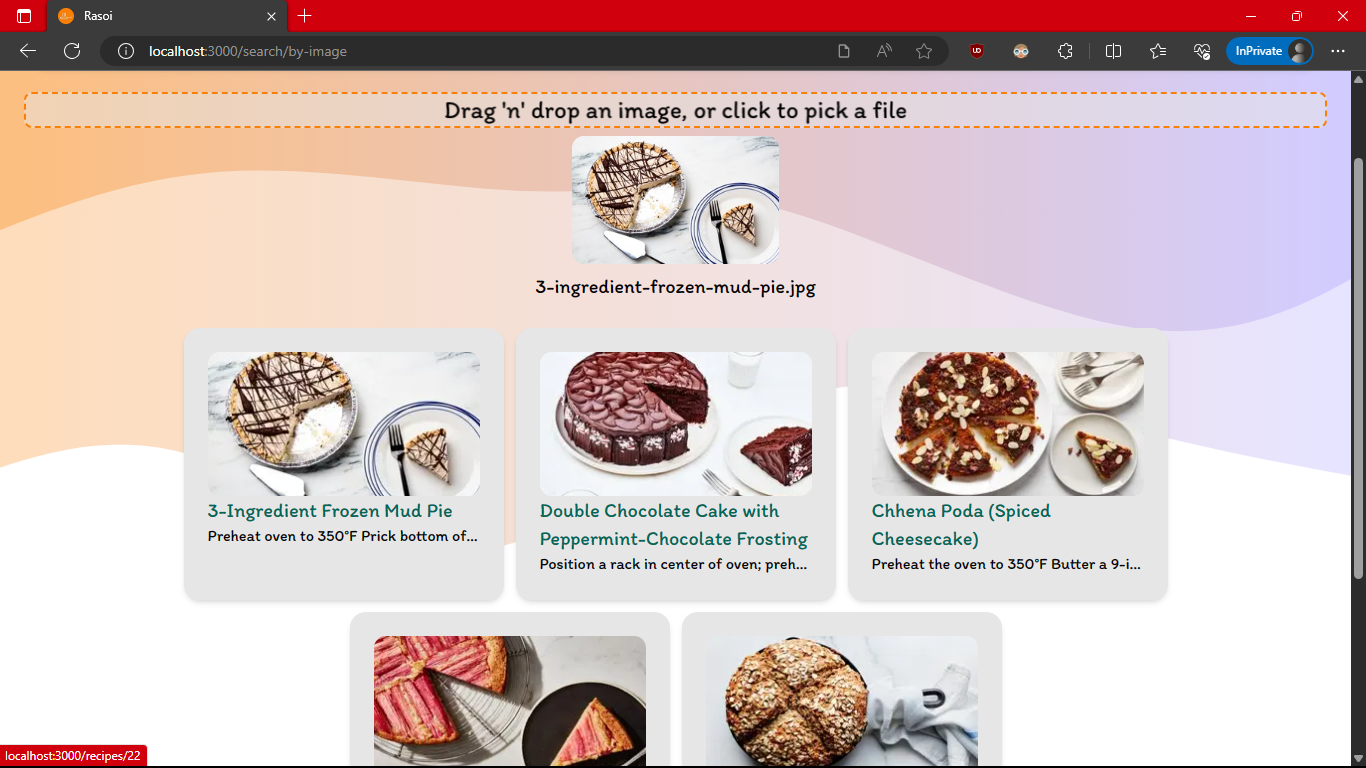 Rasoi
localhost:3000/search/by-image
InPrivate
Drag 'n' drop an image, or click to pick a file
3-ingredient-frozen-mud-pie.jpg
3-Ingredient Frozen Mud Pie
Preheat oven to 350°F Prick bottom of...
Double Chocolate Cake with
Peppermint-Chocolate Frosting
Position a rack in center of oven; preh...
Chhena Poda (Spiced
Cheesecake)
Preheat the oven to 350°F Butter a 9-i...
localhost:3000/recipes/22